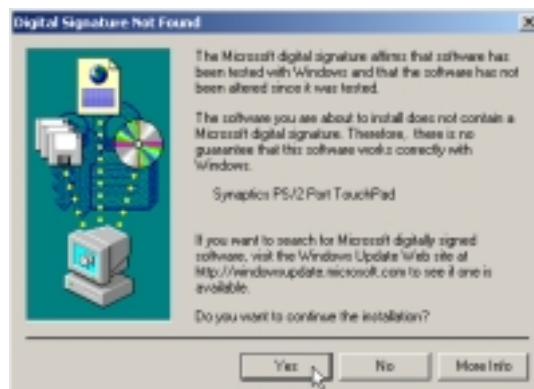 Digital Signature Not Found
The Microsoft digital signature affirms that software has
been tested with Windows and that the software has not
been altered since it was tested.
The software you are about to install does not contain a
Microsoft digital signature. Therefore, there is no
guarantee that this software works correctly with
Windows.
Synaptics PS/2 Port TouchPad
If you want to search for Microsoft digitally signed
software, visit the Windows Update Web site at
http://windowsupdate.microsoft.com to see if one is
available.
Do you want to continue the installation?
Yes
No
More Info